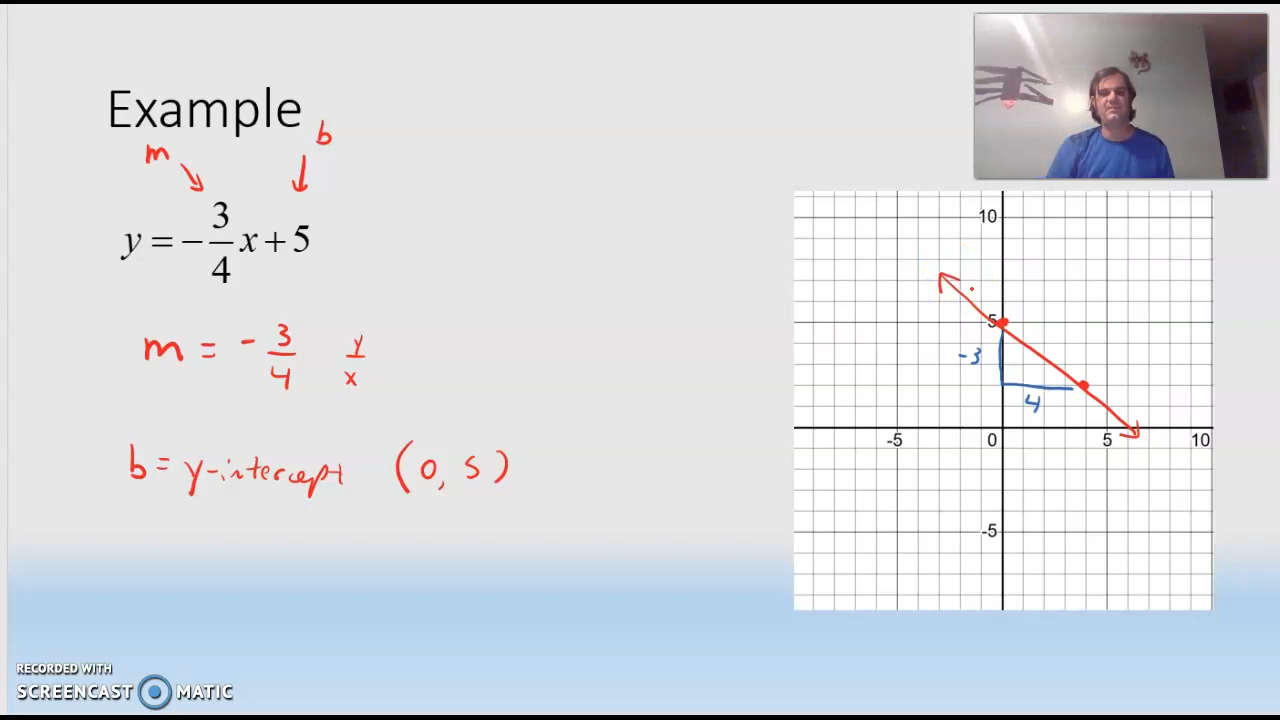 Example
m
b
y = -3/4 x + 5
m = -3/4 y/x
b = y-intercept (0, 5)
10
5
-3
4
-5 0 5 10
-5
RECORDED WITH
SCREENCAST MATIC